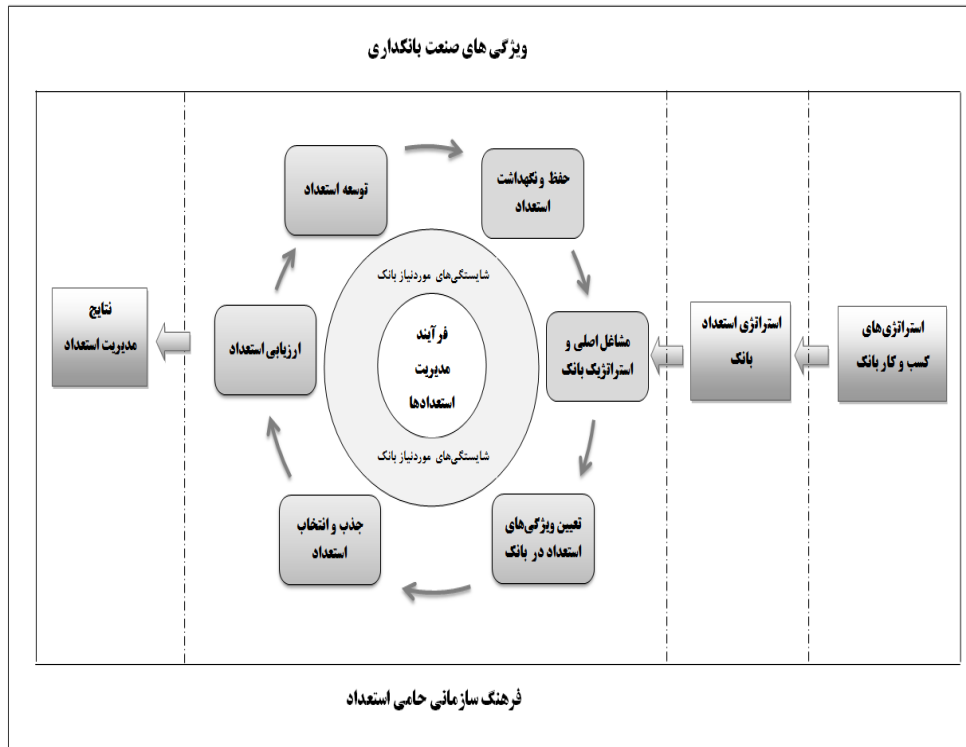 ویژگی های صنعت بانکداری
استراتژی‌های
کسب و کار بانک
استراتژی استعداد
بانک
مشاغل اصلی و
استراتژیک بانک
تعیین ویژگی‌های
استعداد در بانک
جذب و انتخاب
استعداد
ارزیابی استعداد
توسعه استعداد
حفظ و نگهداشت
استعداد
شایستگی‌های موردنیاز بانک
فرآیند
مدیریت
استعدادها
شایستگی‌های موردنیاز بانک
نتایج
مدیریت استعداد
فرهنگ سازمانی حامی استعداد